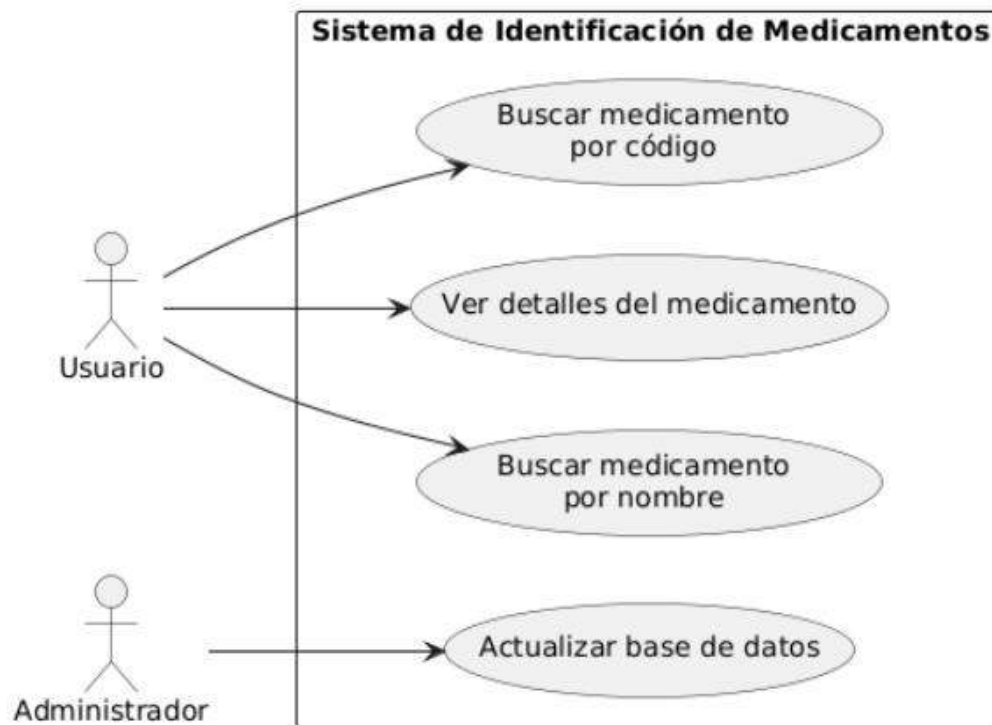 Sistema de Identificación de Medicamentos
Buscar medicamento
por código
Ver detalles del medicamento
Usuario
Buscar medicamento
por nombre
Actualizar base de datos
Administrador